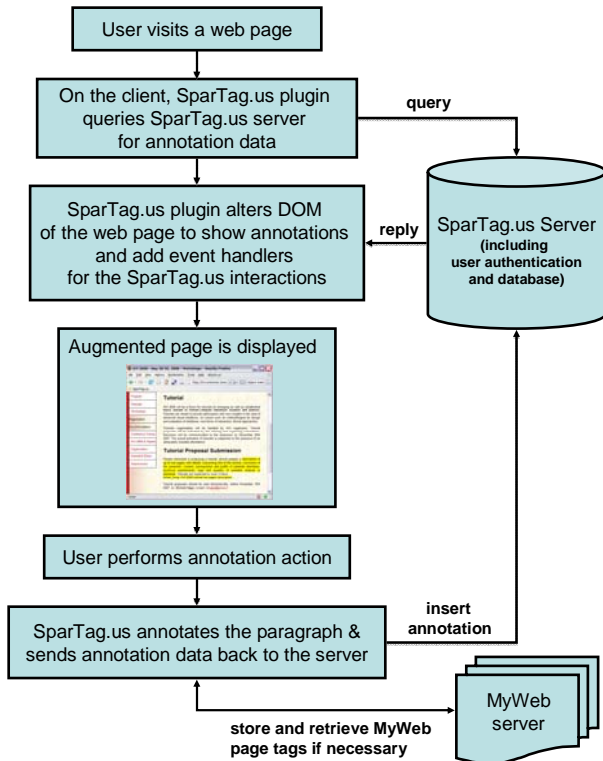 User visits a web page
On the client, SparTag.us plugin
queries SparTag.us server
for annotation data
query
SparTag.us plugin alters DOM
of the web page to show annotations
and add event handlers
for the SparTag.us interactions
reply
SparTag.us Server
(including
user authentication
and database)
Augmented page is displayed
Tutorial
Tutorial Proposal Submission
User performs annotation action
SparTag.us annotates the paragraph &
sends annotation data back to the server
insert
annotation
MyWeb
server
store and retrieve MyWeb
page tags if necessary